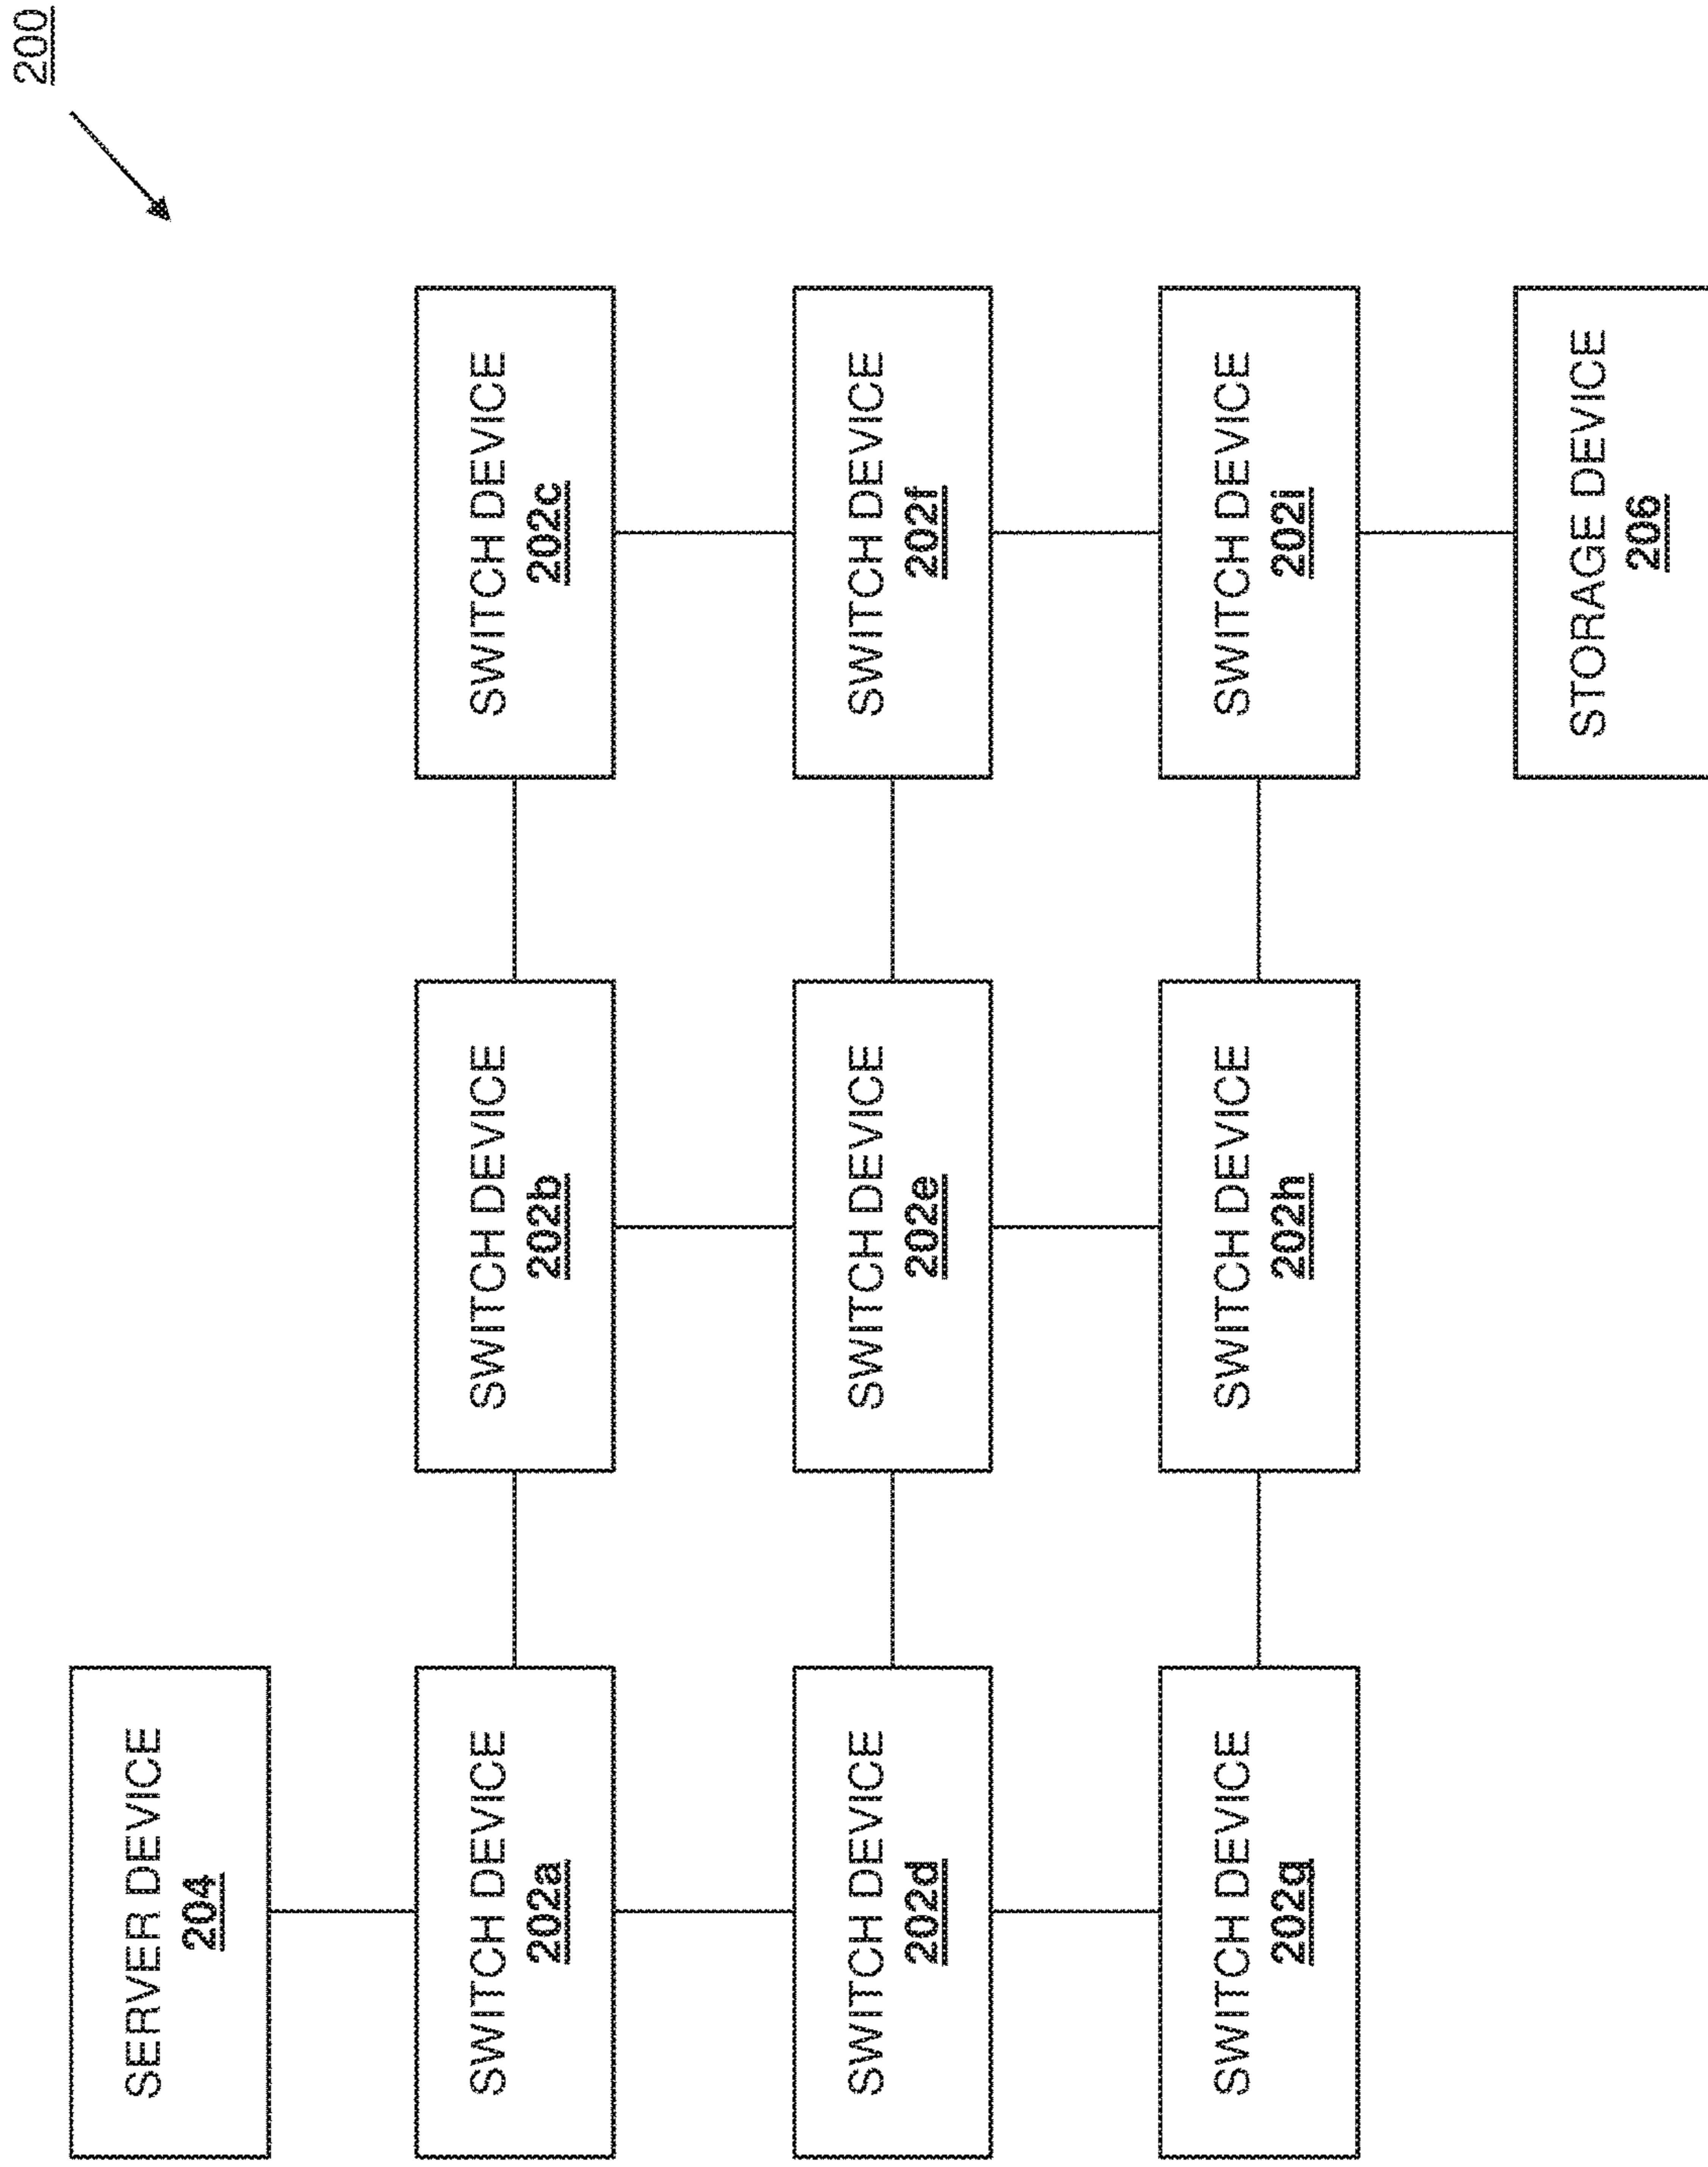 200
SERVER DEVICE
204
SWITCH DEVICE
202a
SWITCH DEVICE
202b
SWITCH DEVICE
202c
SWITCH DEVICE
202d
SWITCH DEVICE
202e
SWITCH DEVICE
202f
SWITCH DEVICE
202g
SWITCH DEVICE
202h
SWITCH DEVICE
202i
STORAGE DEVICE
206